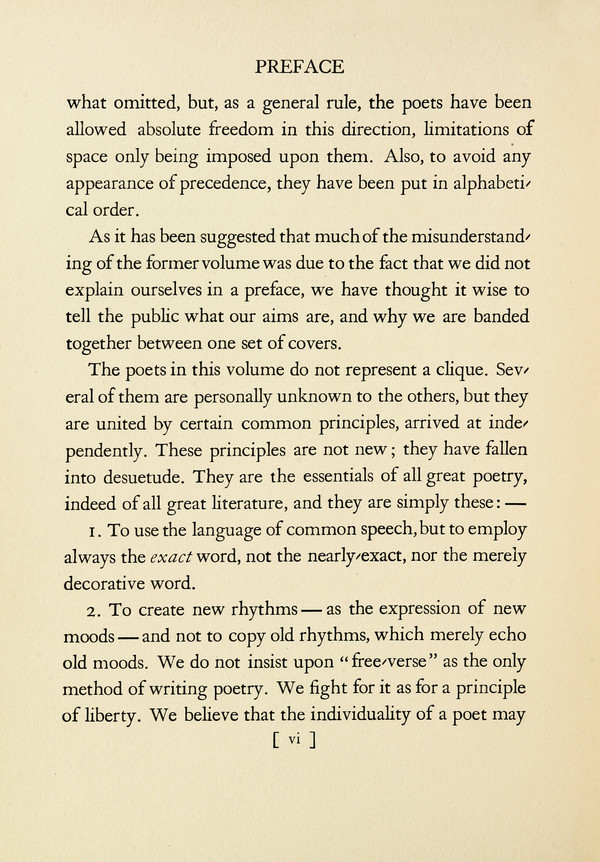 PREFACE
what omitted, but, as a general rule, the poets have been
allowed absolute freedom in this direction, limitations of
space only being imposed upon them. Also, to avoid any
appearance of precedence, they have been put in alphabeti-
cal order.
As it has been suggested that much of the misunderstand-
ing of the former volume was due to the fact that we did not
explain ourselves in a preface, we have thought it wise to
tell the public what our aims are, and why we are banded
together between one set of covers.
The poets in this volume do not represent a clique. Sev-
eral of them are personally unknown to the others, but they
are united by certain common principles, arrived at inde-
pendently. These principles are not new; they have fallen
into desuetude. They are the essentials of all great poetry,
indeed of all great literature, and they are simply these: —
1. To use the language of common speech, but to employ
always the exact word, not the nearly-exact, nor the merely
decorative word.
2. To create new rhythms — as the expression of new
moods — and not to copy old rhythms, which merely echo
old moods. We do not insist upon "free-verse" as the only
method of writing poetry. We fight for it as for a principle
of liberty. We believe that the individuality of a poet may
[ vi ]